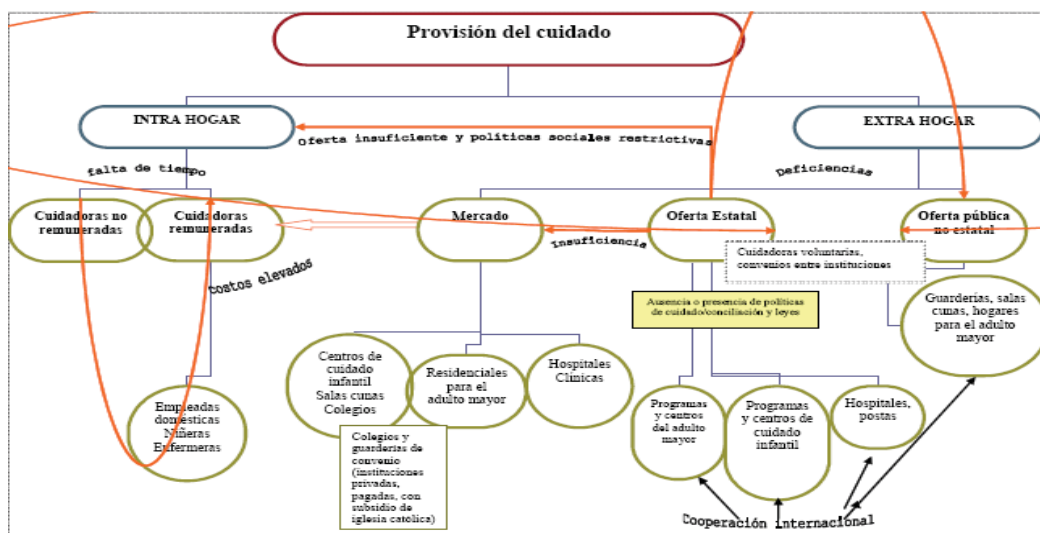 Provisión del cuidado
INTRA HOGAR
EXTRA HOGAR
Oferta insuficiente y políticas sociales restrictivas
falta de tiempo
Deficiencias
Cuidadoras no
remuneradas
Cuidadoras
remuneradas
Mercado
Oferta Estatal
Oferta pública
no estatal
Insuficiencia
Cuidadoras voluntarias,
convenios entre instituciones
Costos elevados
Ausencia o presencia de políticas
de cuidado/conciliación y leyes
Guarderías, salas
cunas, hogares
para el adulto
mayor
Centros de
cuidado
infantil
Salas cunas
Colegios
Residenciales
para el
adulto mayor
Hospitales
Clínicas
Empleadas
domésticas
Niñeras
Enfermeras
Programas
y centros
del adulto
mayor
Programas
y centros de
cuidado
infantil
Hospitales,
postas
Colegios y
guarderías de
convenio
(instituciones
privadas,
pagadas, con
subsidio de
iglesia católica)
Cooperación internacional